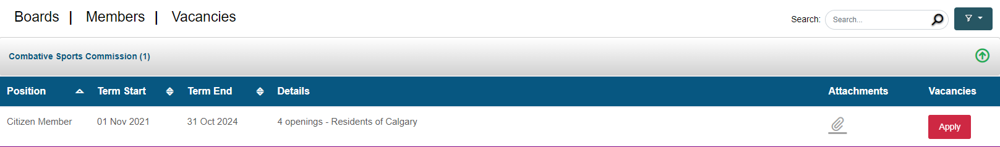 Boards | Members | Vacancies
Search: Search...
Combative Sports Commission (1)
Position Term Start Term End Details Attachments Vacancies
Citizen Member 01 Nov 2021 31 Oct 2024 4 openings - Residents of Calgary Apply